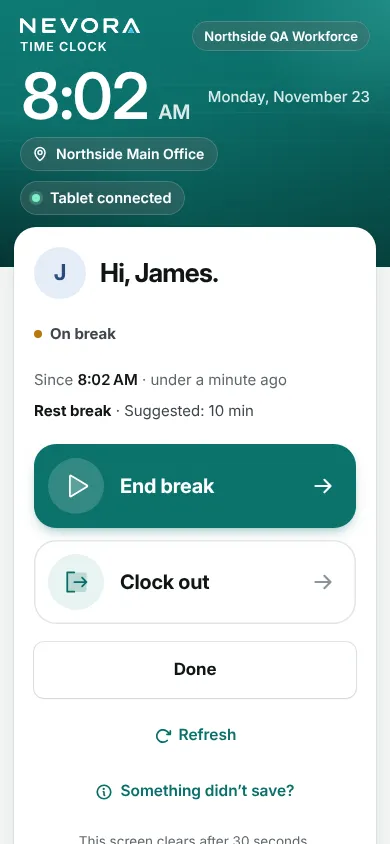 NEVORA
TIME CLOCK
Northside QA Workforce
8:02 AM
Monday, November 23
Northside Main Office
Tablet connected
J
Hi, James.
On break
Since 8:02 AM · under a minute ago
Rest break · Suggested: 10 min
End break
Clock out
Done
Refresh
Something didn’t save?
This screen clears after 30 seconds